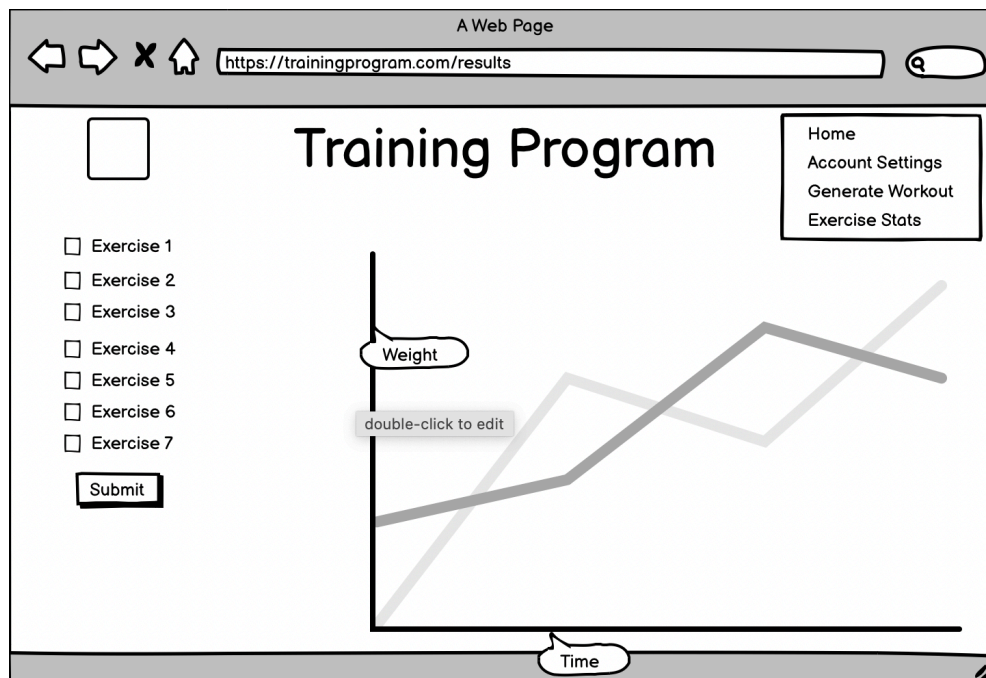 A Web Page
https://trainingprogram.com/results
Training Program
Home
Account Settings
Generate Workout
Exercise Stats
Exercise 1
Exercise 2
Exercise 3
Exercise 4
Exercise 5
Exercise 6
Exercise 7
Submit
Weight
double-click to edit
Time